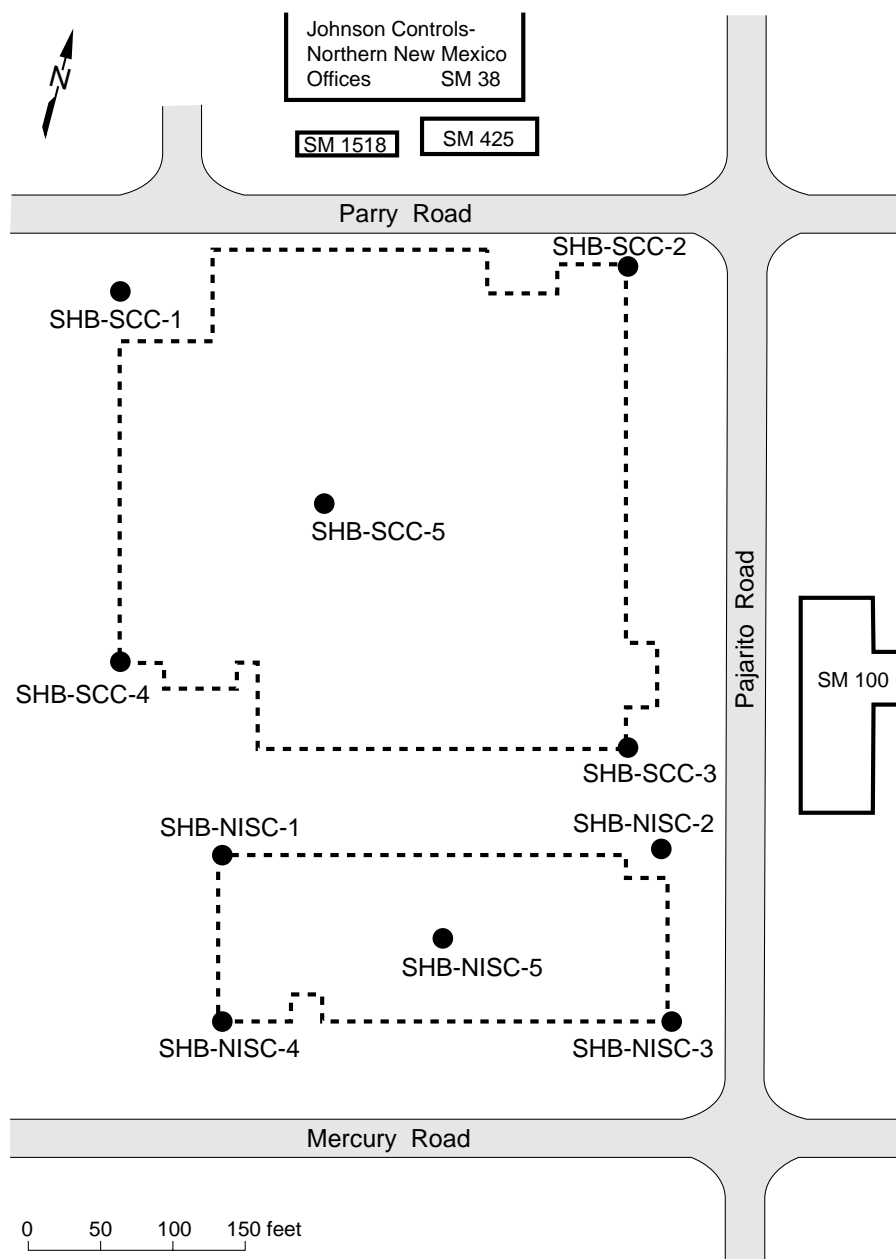 Johnson Controls-
Northern New Mexico
Offices SM 38
N
SM 1518
SM 425
Parry Road
SHB-SCC-2
SHB-SCC-1
SHB-SCC-5
Pajarito Road
SM 100
SHB-SCC-4
SHB-SCC-3
SHB-NISC-1
SHB-NISC-2
SHB-NISC-5
SHB-NISC-4
SHB-NISC-3
Mercury Road
0 50 100 150 feet